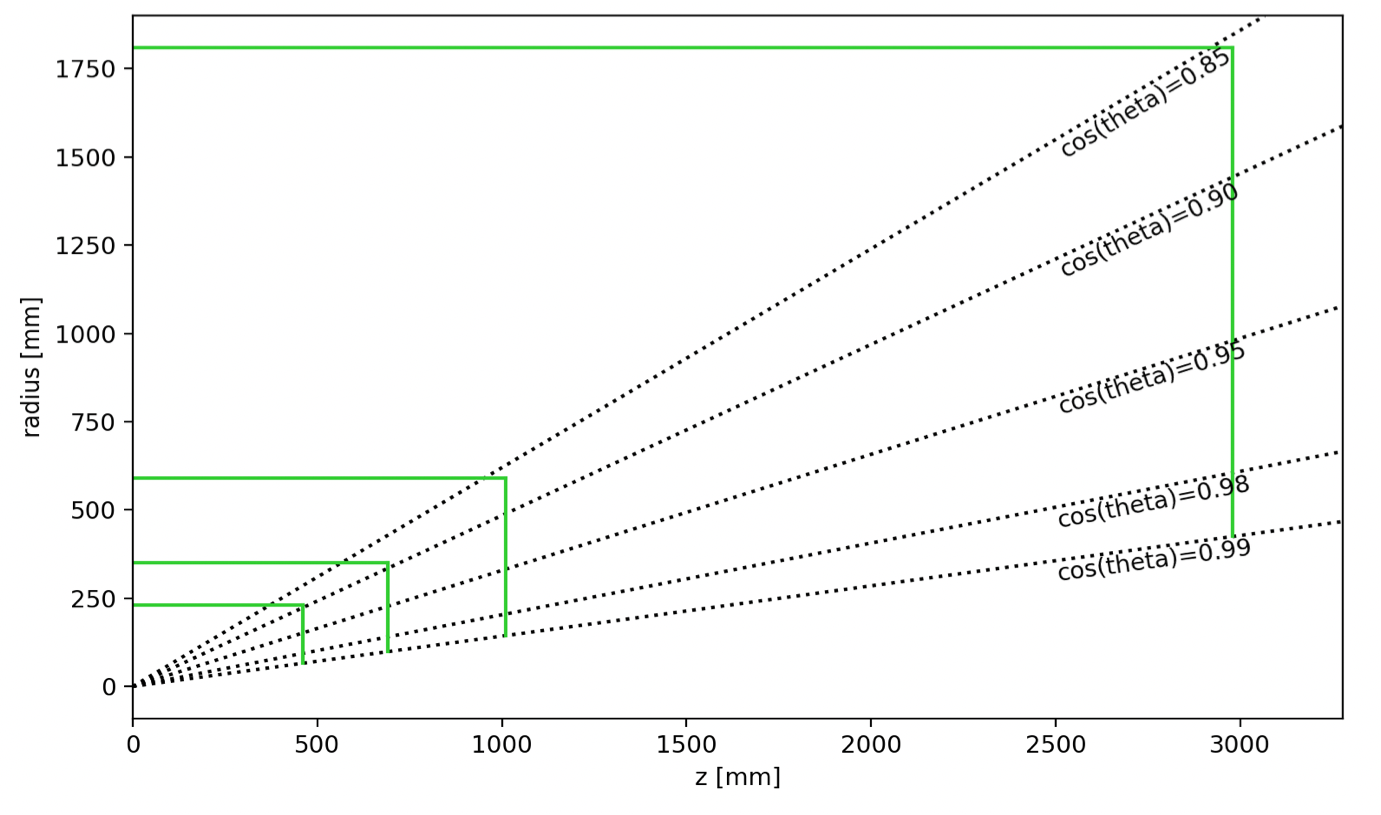 1750
1500
1250
1000
750
500
250
0
radius [mm]
cos(theta)=0.85
cos(theta)=0.90
cos(theta)=0.95
cos(theta)=0.98
cos(theta)=0.99
0 500 1000 1500 2000 2500 3000
z [mm]